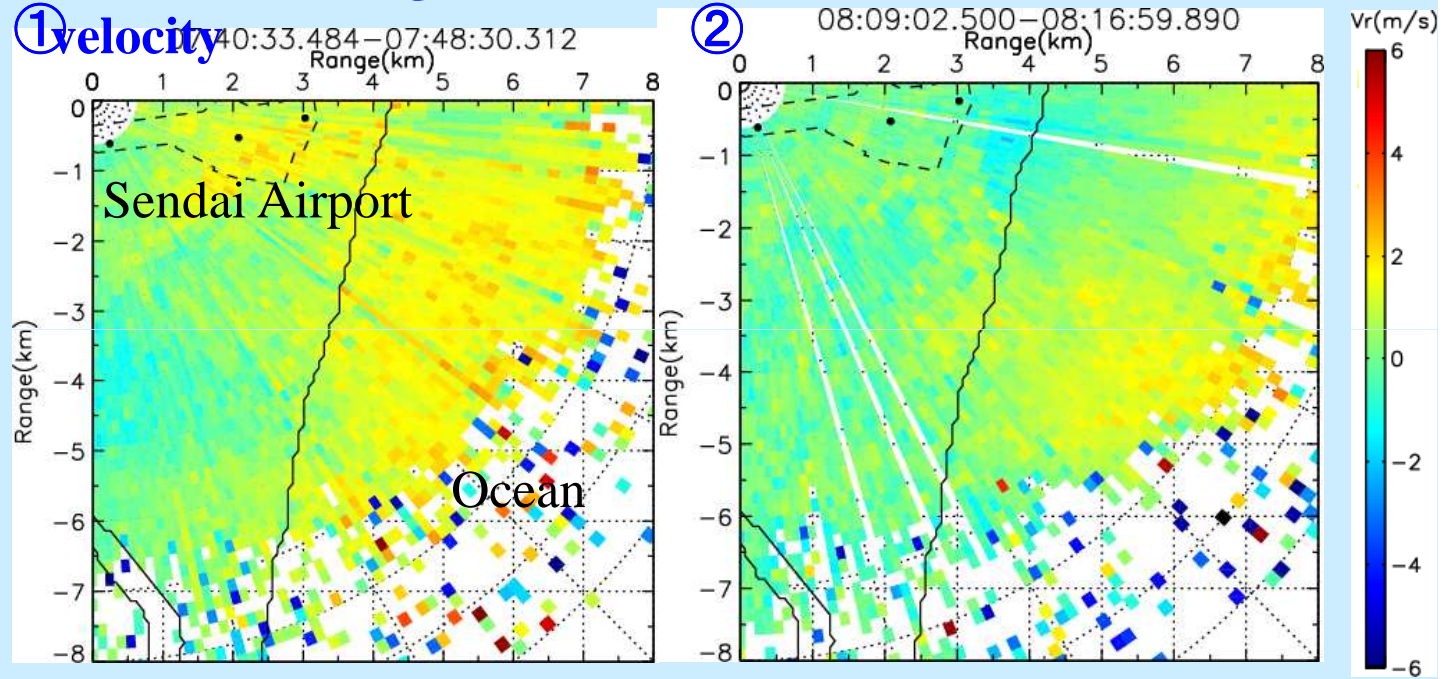 ①velocity
40:33.484−07:48:30.312
Range(km)
0 1 2 3 4 5 6 7 8
0
−1
−2
−3
−4
−5
−6
−7
−8
Range(km)
Sendai Airport
Ocean
②
08:09:02.500−08:16:59.890
Range(km)
0 1 2 3 4 5 6 7 8
0
−1
−2
−3
−4
−5
−6
−7
−8
Range(km)
Vr(m/s)
6
4
2
0
−2
−4
−6